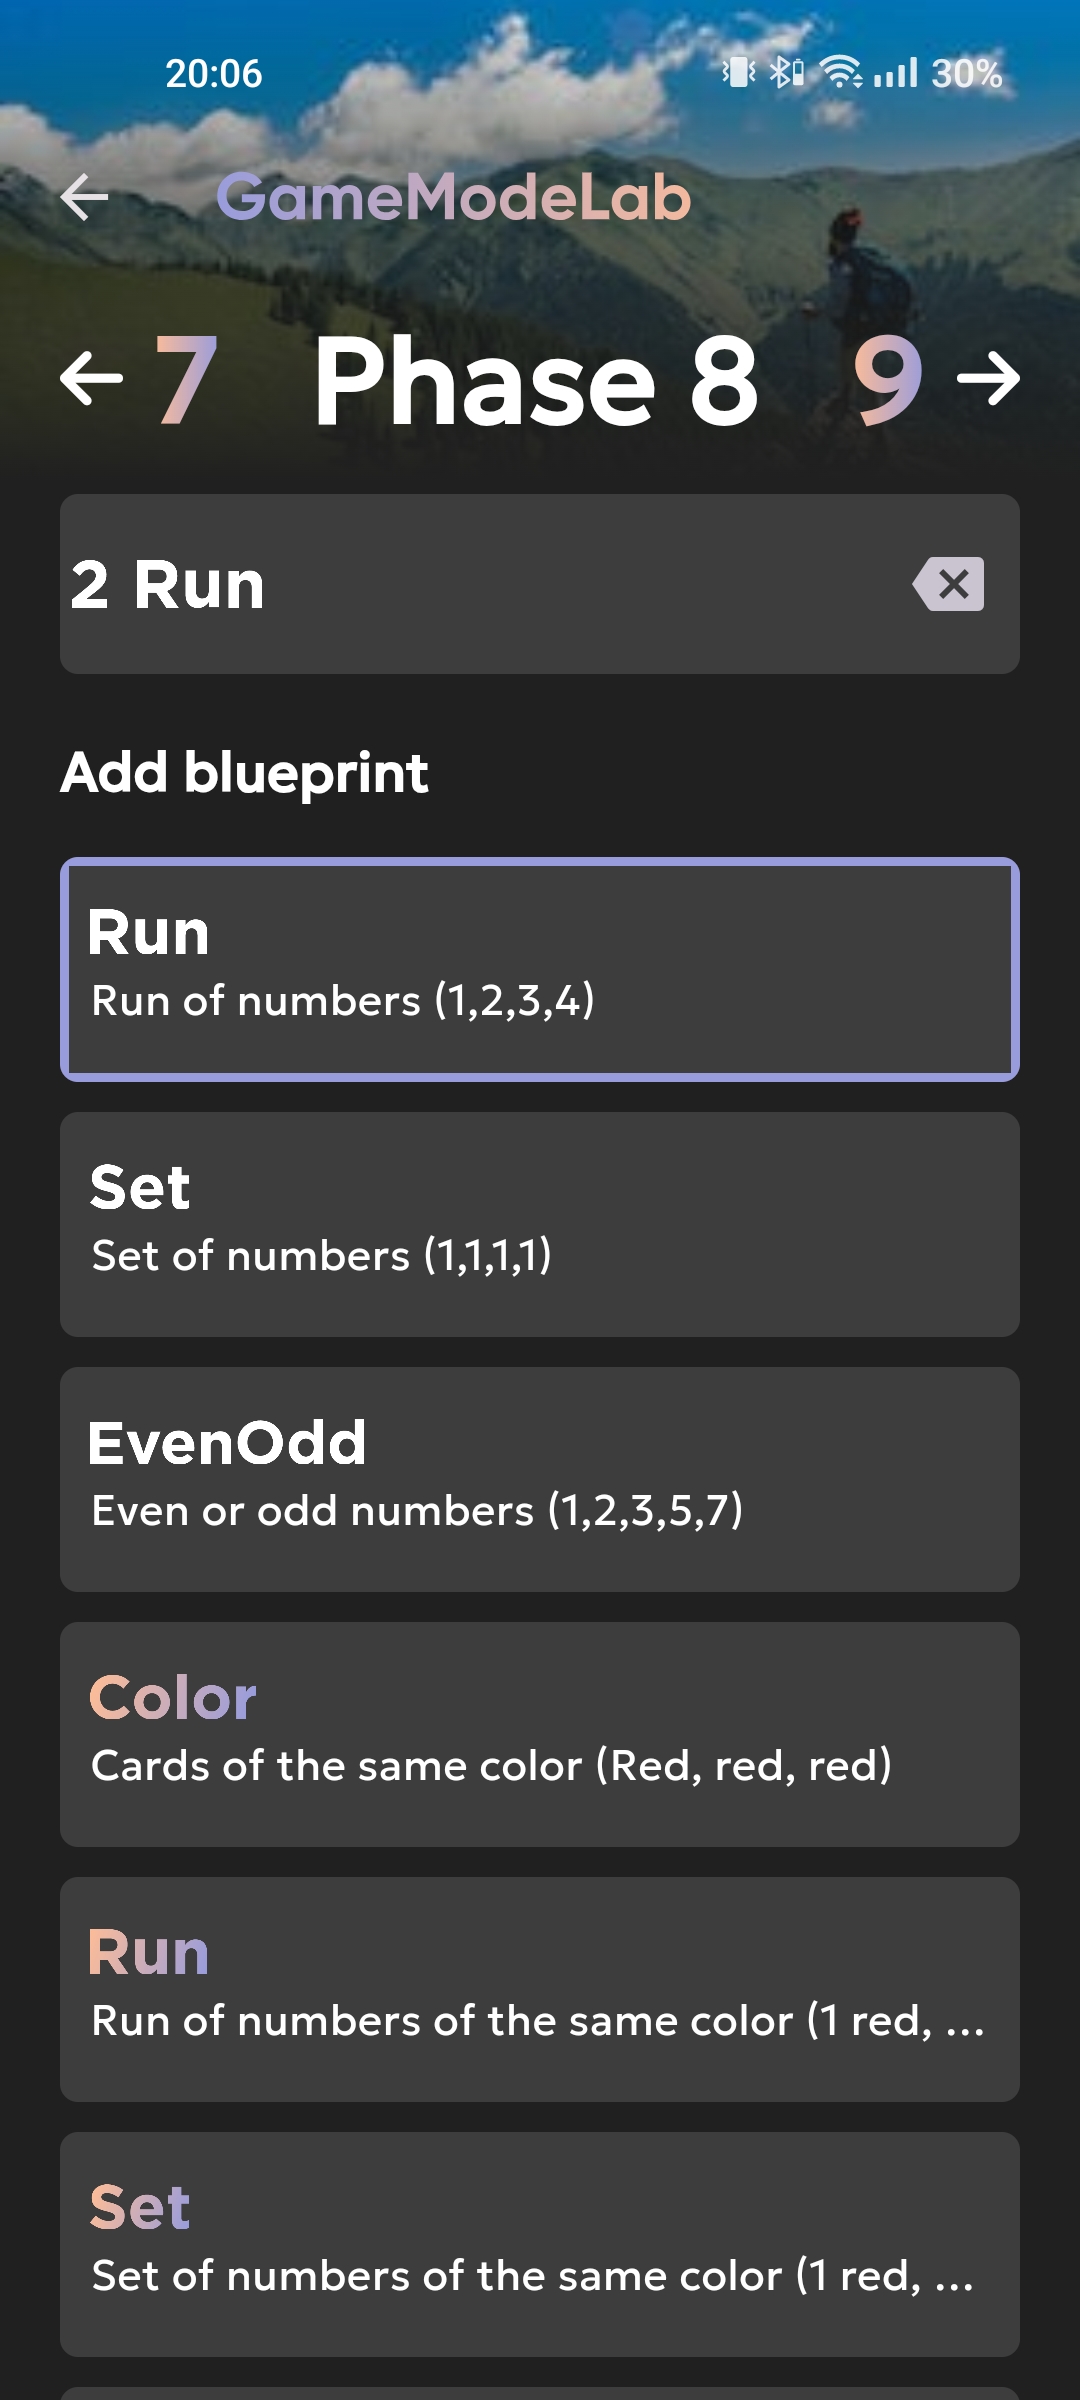 20:06 30%
GameModeLab
7 Phase 8 9
2 Run
Add blueprint
Run
Run of numbers (1,2,3,4)
Set
Set of numbers (1,1,1,1)
EvenOdd
Even or odd numbers (1,2,3,5,7)
Color
Cards of the same color (Red, red, red)
Run
Run of numbers of the same color (1 red, ...
Set
Set of numbers of the same color (1 red, ...